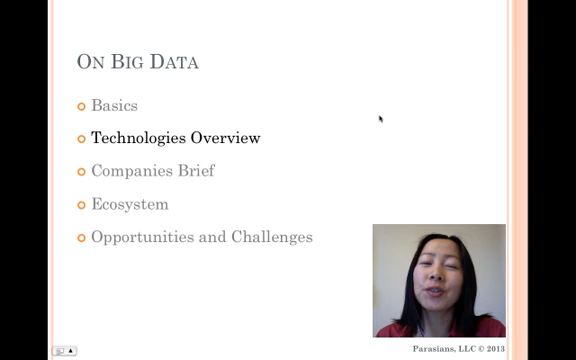 On Big Data
Basics
Technologies Overview
Companies Brief
Ecosystem
Opportunities and Challenges
Parasians, LLC © 2013